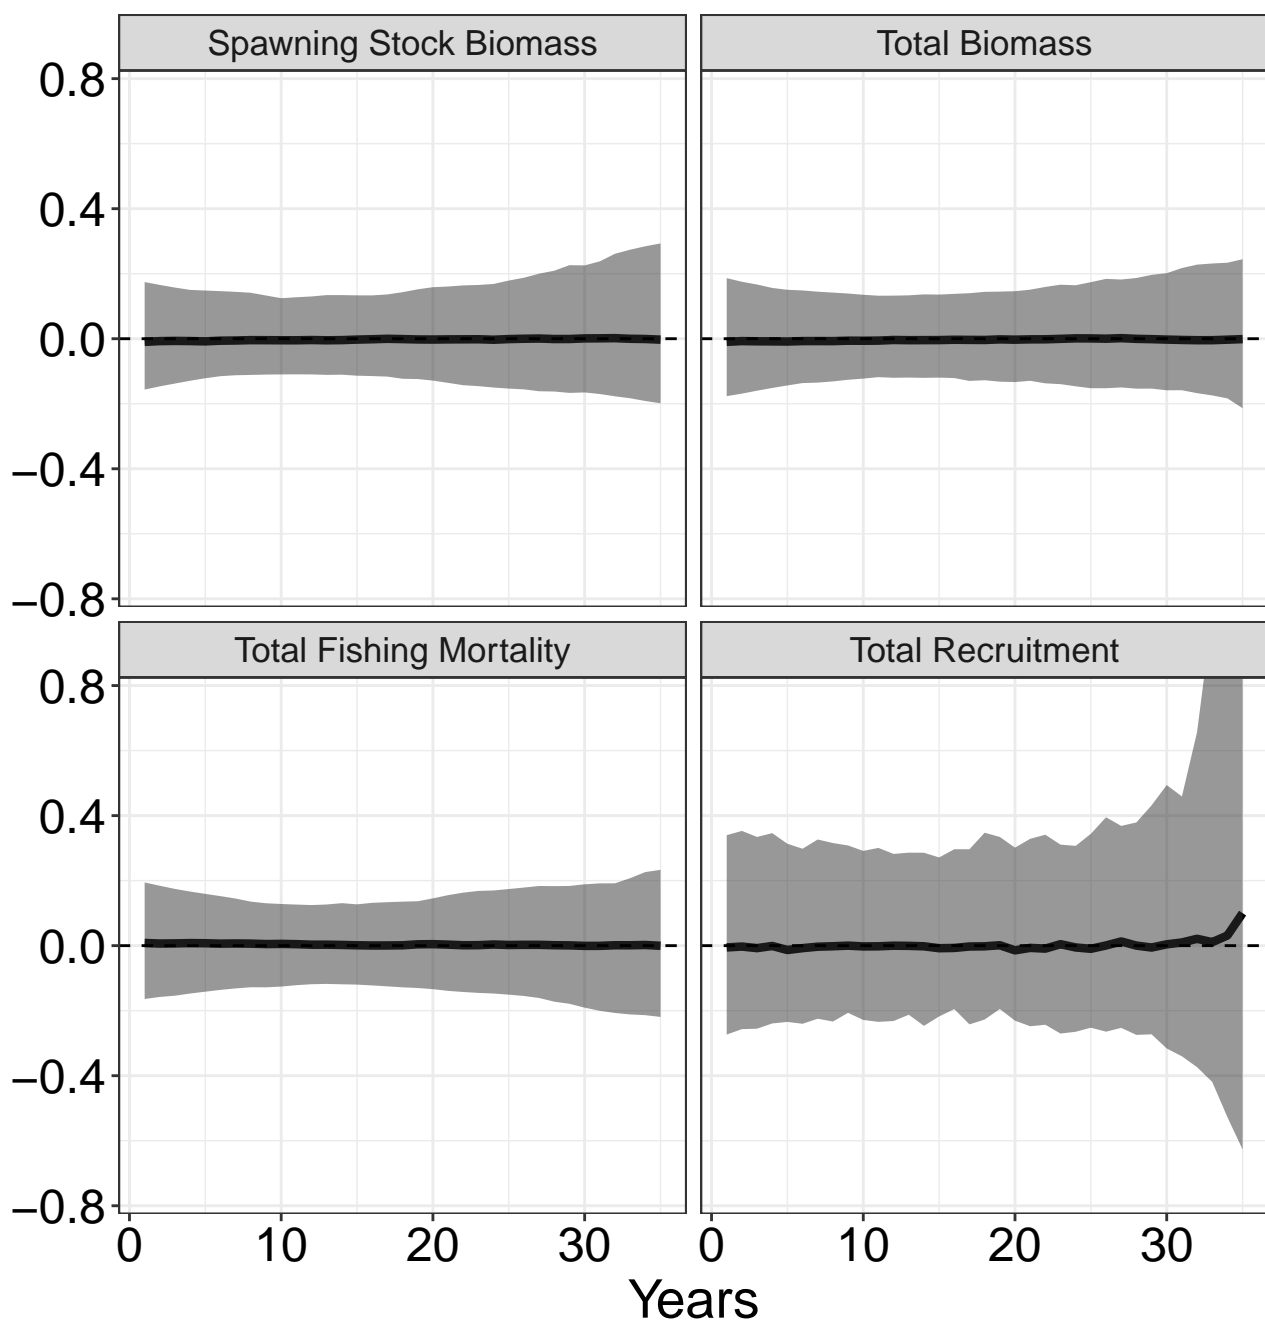 Spawning Stock Biomass
Total Biomass
0.8
0.4
0.0
−0.4
−0.8
Total Fishing Mortality
Total Recruitment
0.8
0.4
0.0
−0.4
−0.8
0 10 20 30
0 10 20 30
Years